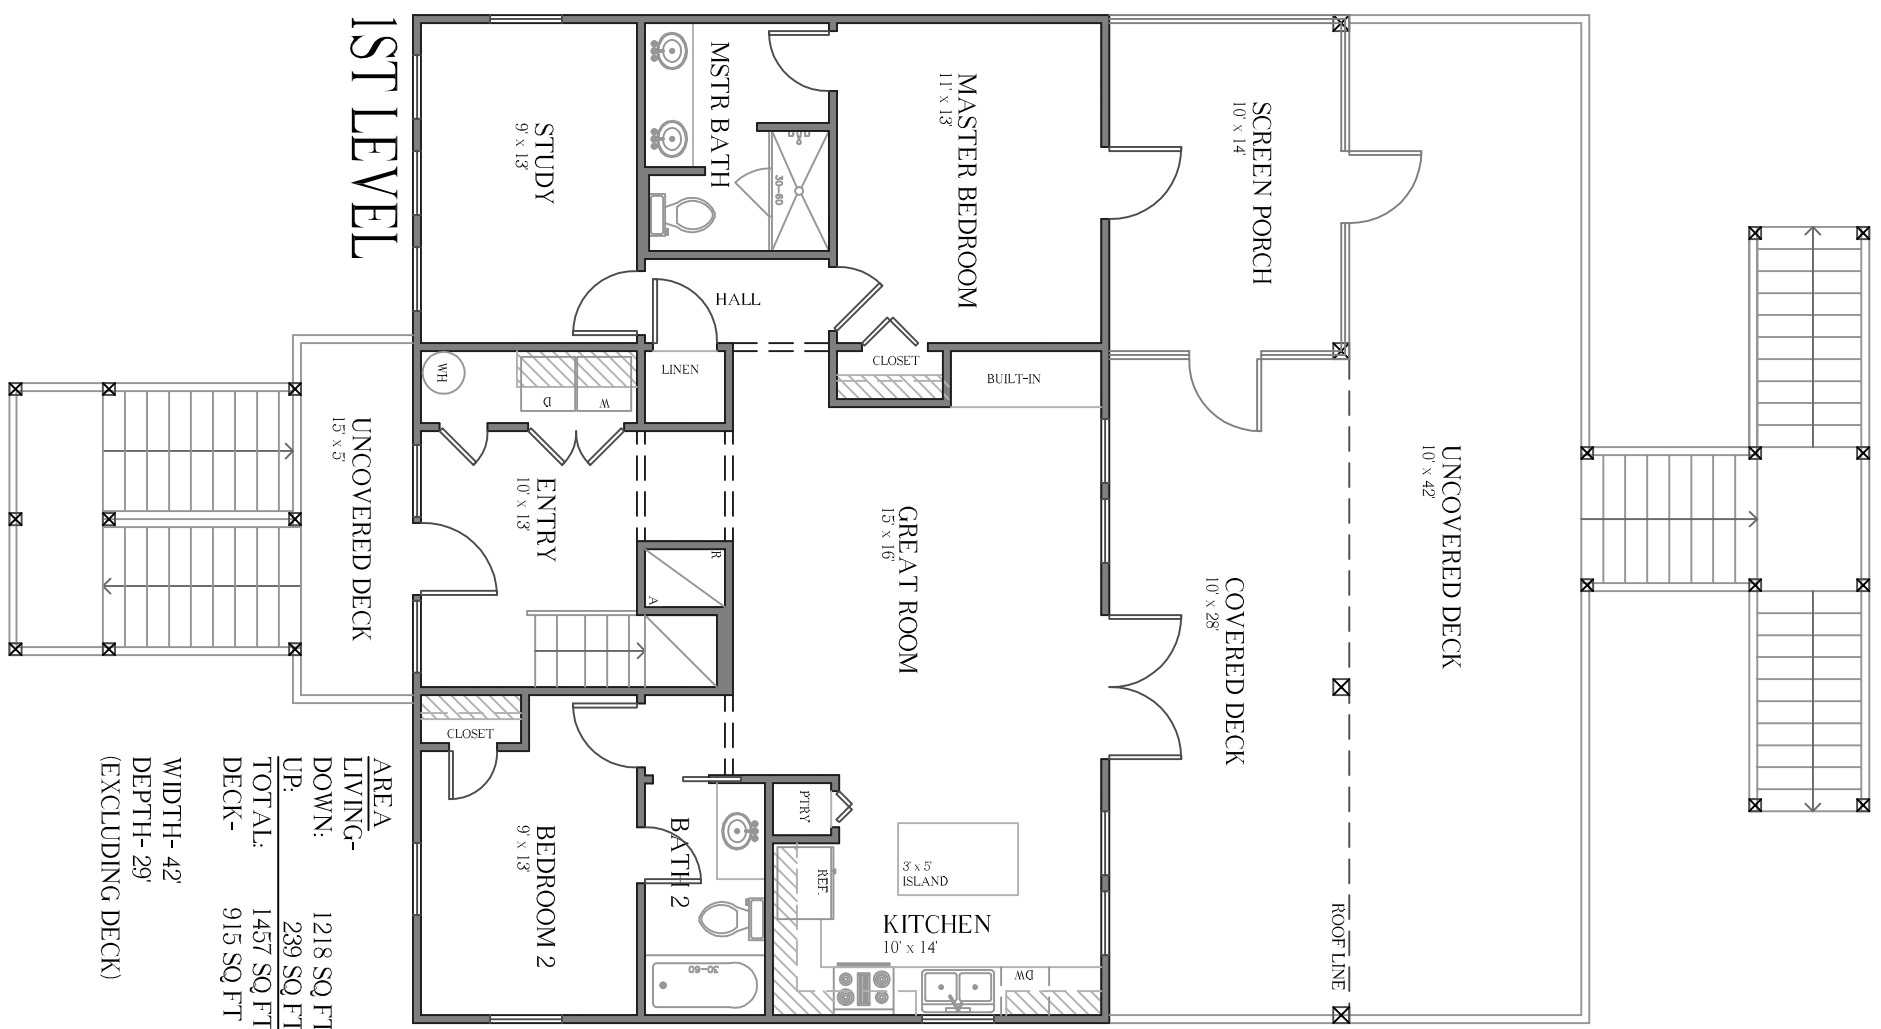 1ST LEVEL
STUDY
9' x 13'
MSTR BATH
30-60
MASTER BEDROOM
11' x 13'
SCREEN PORCH
10' x 14'
HALL
LINEN
CLOSET
BUILT-IN
WH
D
W
UNCOVERED DECK
15' x 5'
ENTRY
10' x 13'
R
A
GREAT ROOM
15' x 16'
COVERED DECK
10' x 28'
UNCOVERED DECK
10' x 42'
CLOSET
BEDROOM 2
9' x 13'
BATH 2
30-60
PTRY
REF.
3' x 5'
ISLAND
KITCHEN
10' x 14'
DW
ROOF LINE
AREA
LIVING-
DOWN: 1218 SQ FT
UP: 239 SQ FT
TOTAL: 1457 SQ FT
DECK- 915 SQ FT
WIDTH- 42'
DEPTH- 29'
(EXCLUDING DECK)